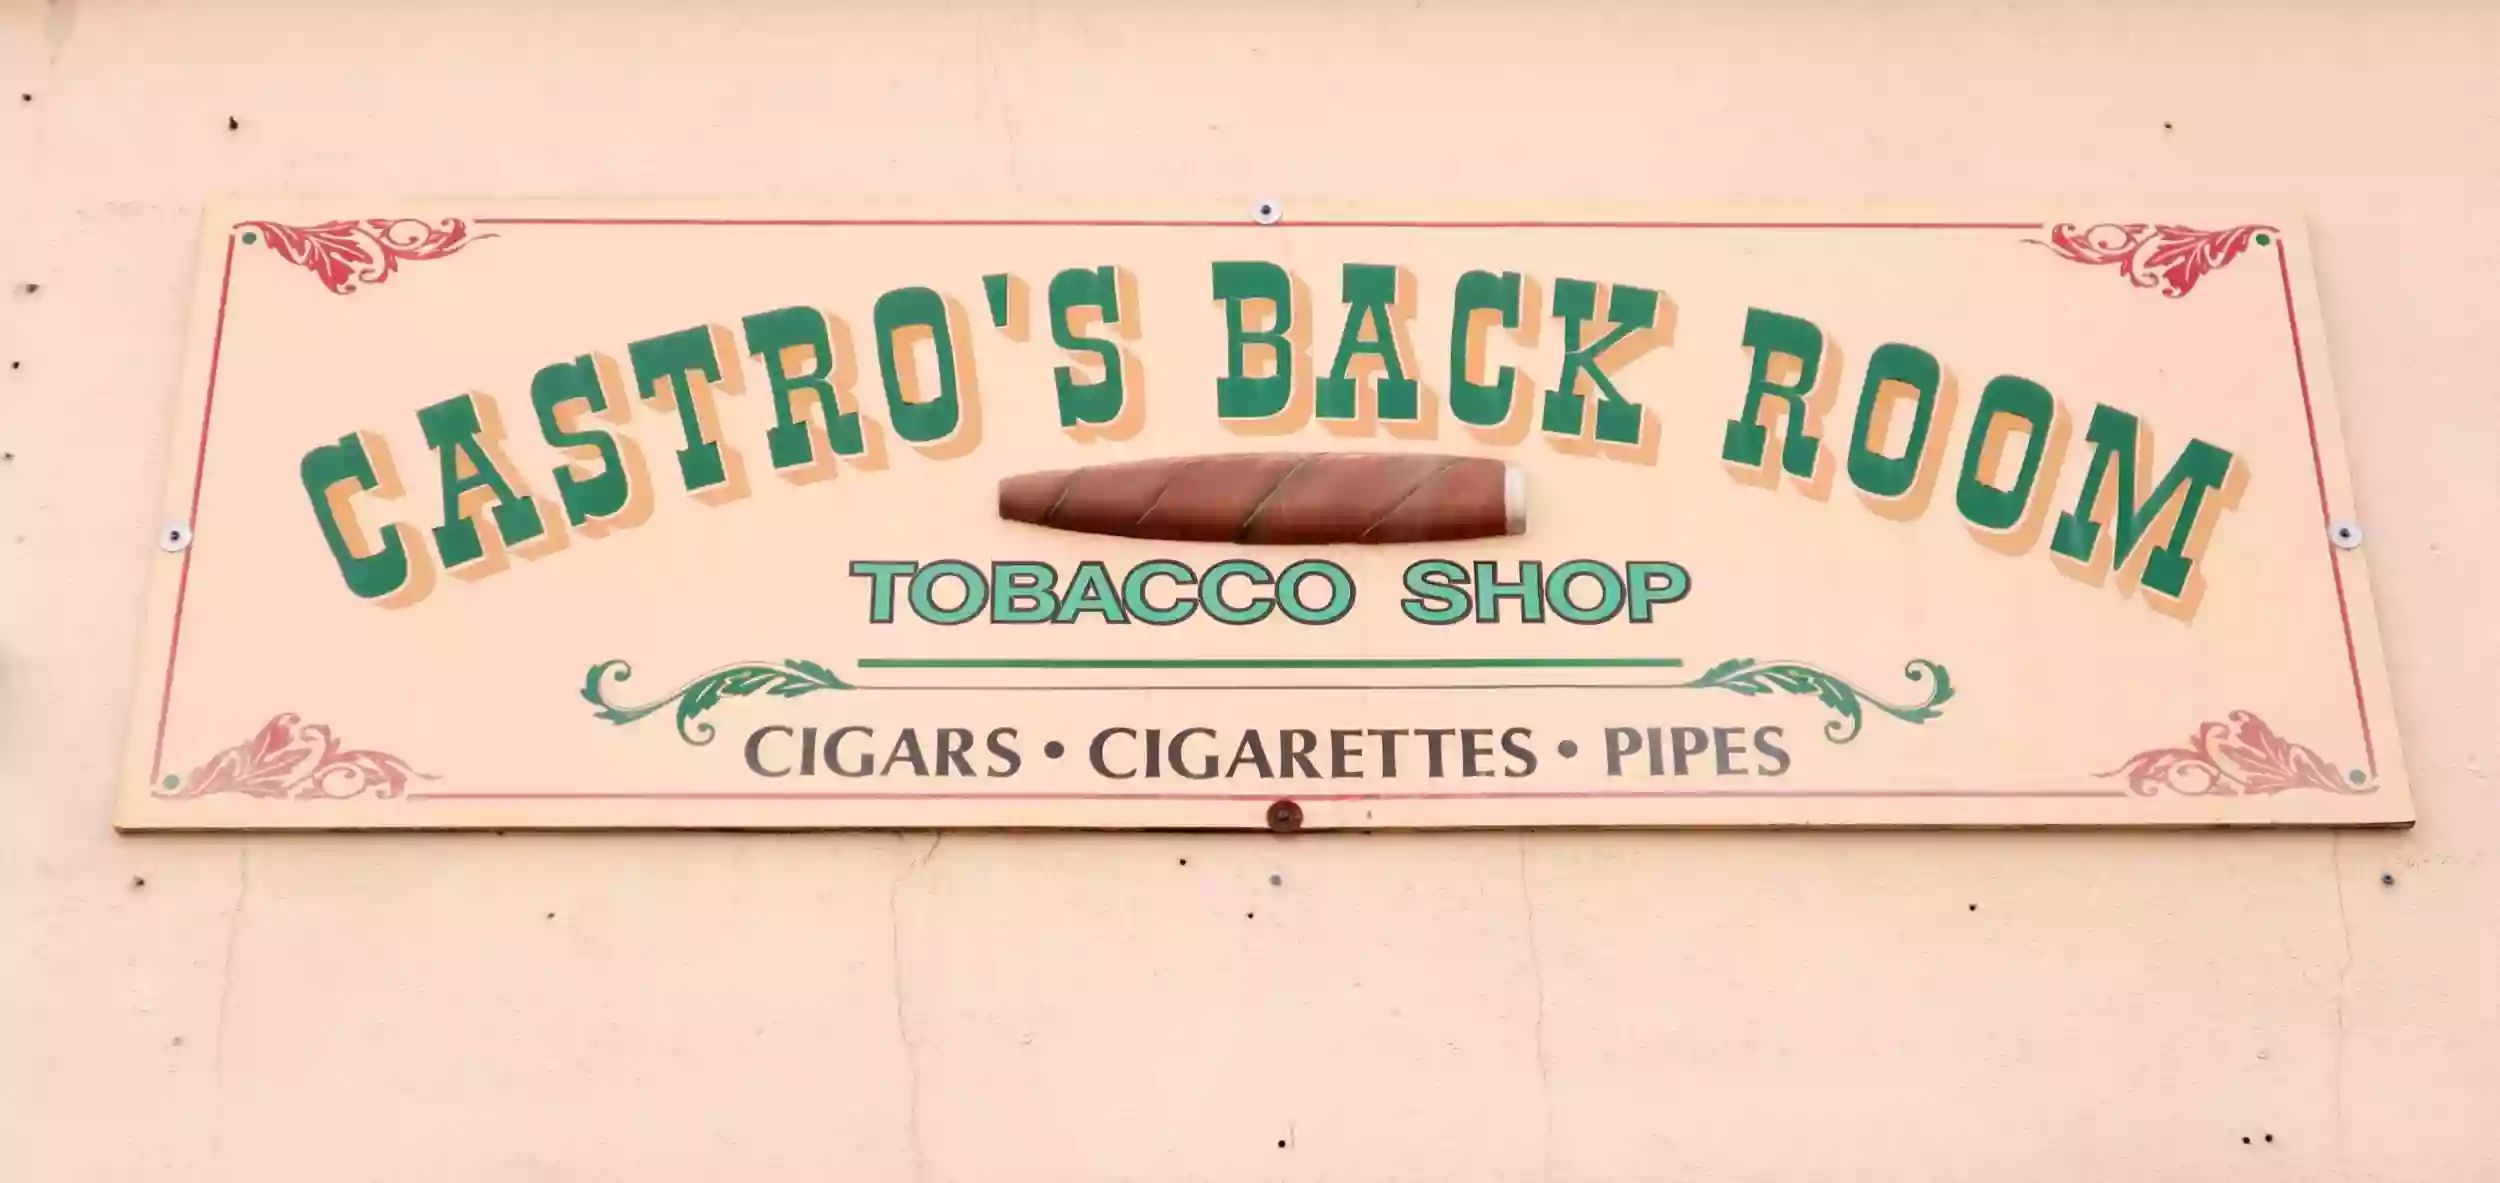 CASTRO'S BACK ROOM
TOBACCO SHOP
CIGARS • CIGARETTES • PIPES